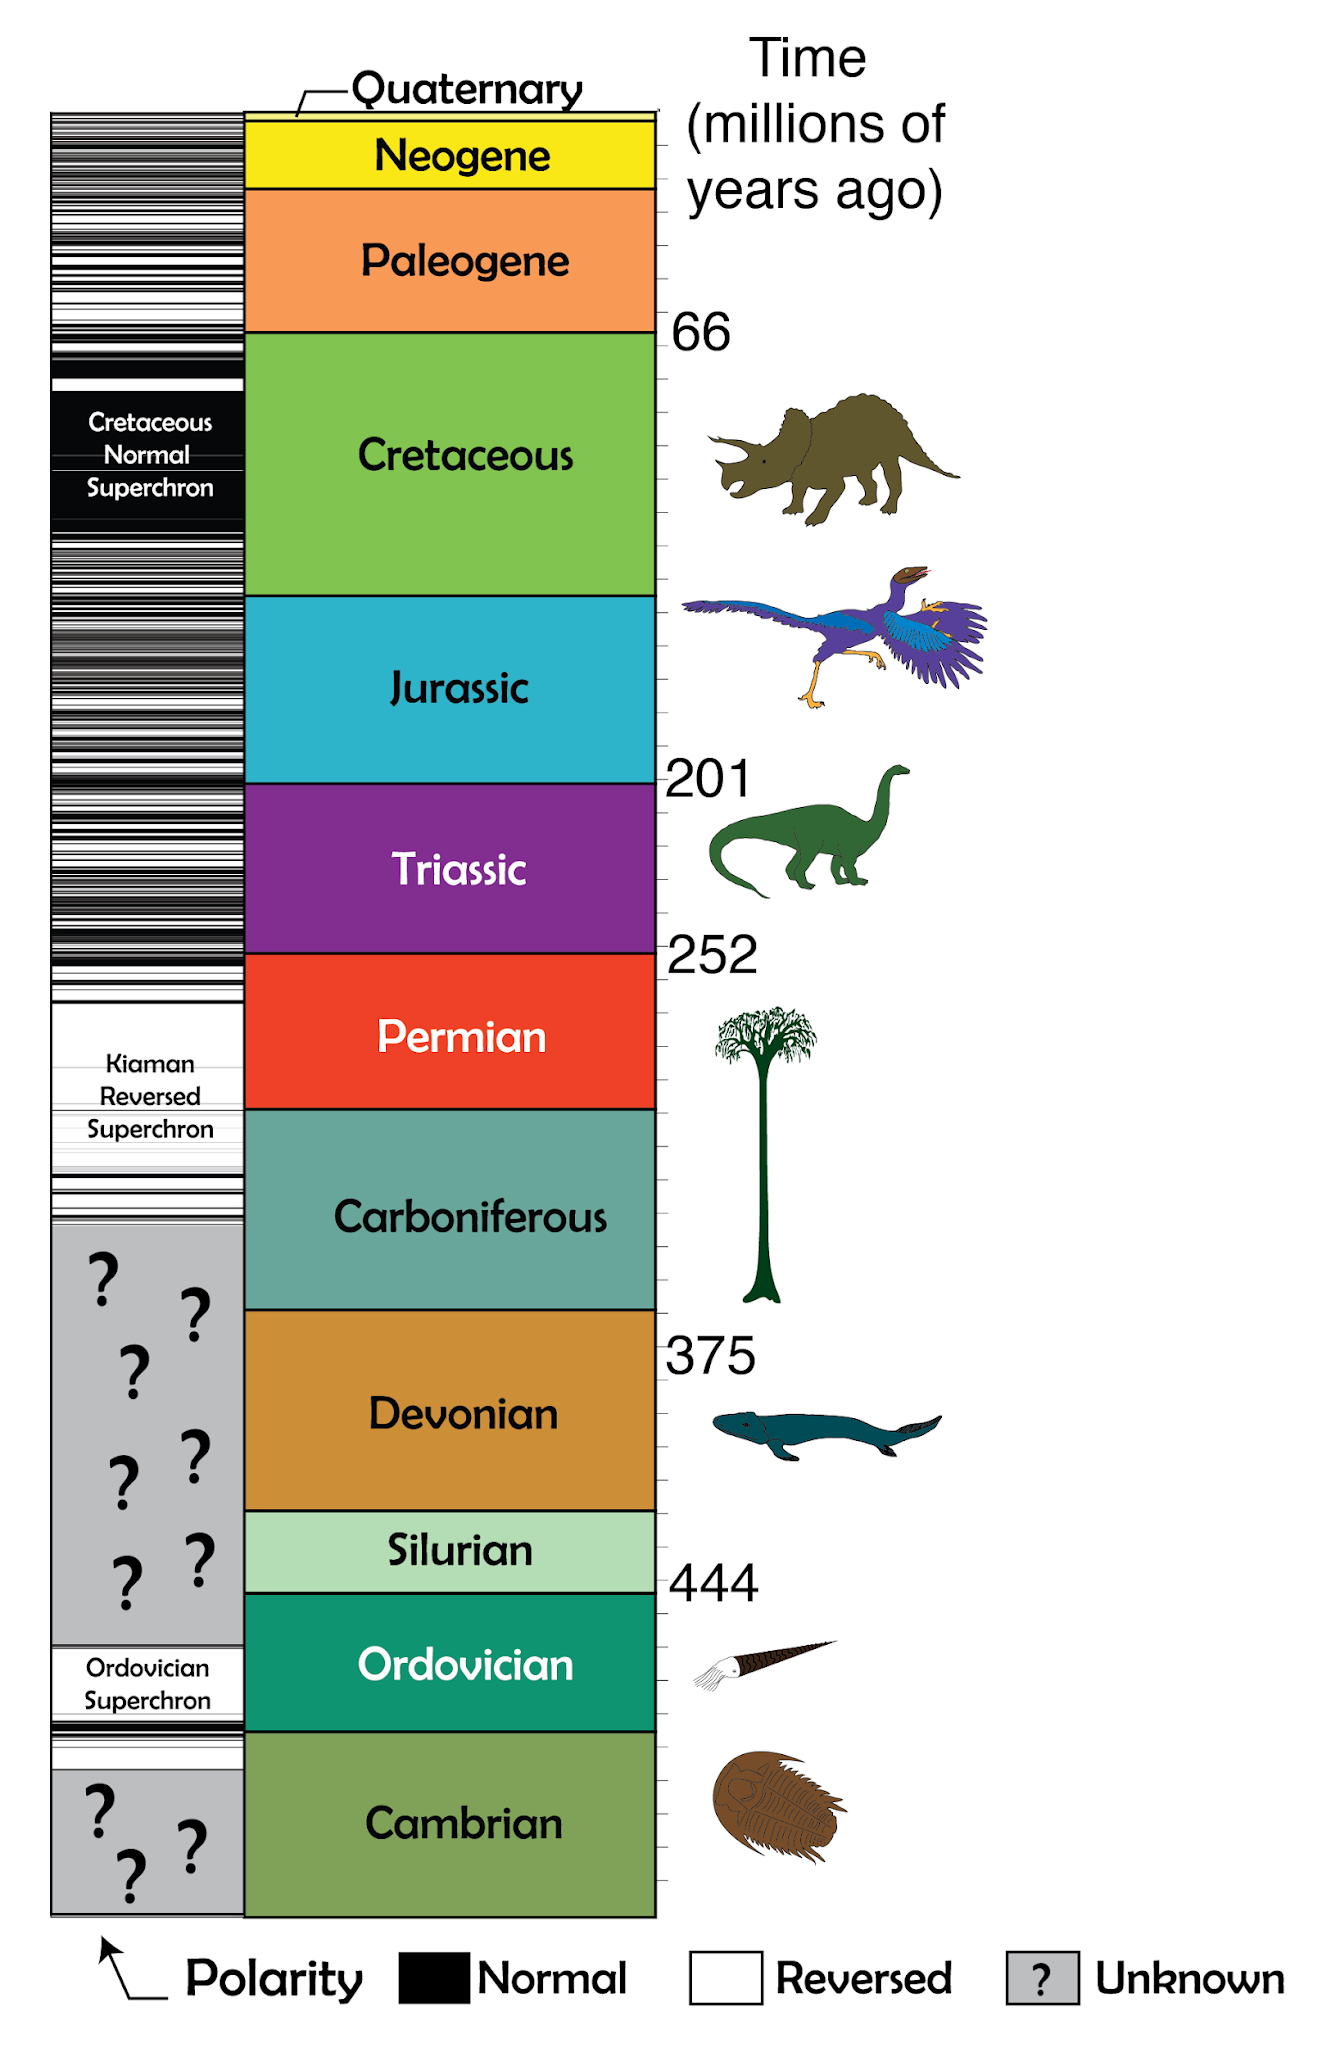 Time
(millions of
years ago)
Quaternary
Neogene
Paleogene
66
Cretaceous
Normal
Superchron
Cretaceous
Jurassic
201
Triassic
252
Permian
Kiaman
Reversed
Superchron
Carboniferous
?
?
?
375
Devonian
?
?
?
?
Silurian
444
Ordovician
Superchron
Ordovician
?
?
?
Cambrian
Polarity
Normal
Reversed
?
Unknown